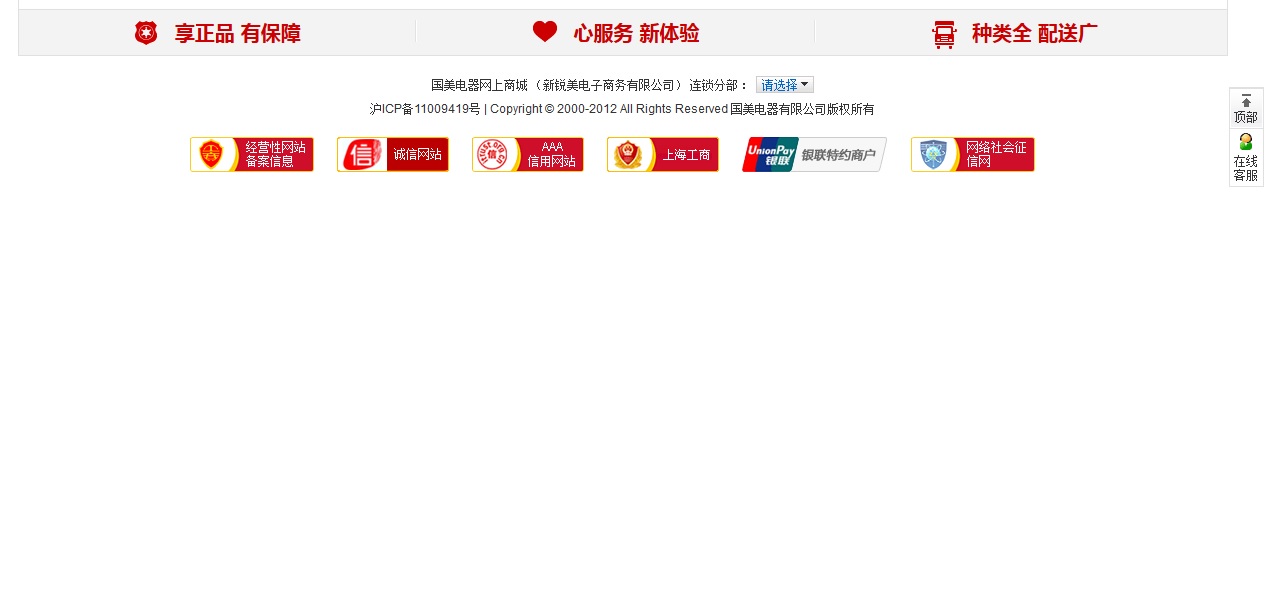 享正品 有保障
心服务 新体验
种类全 配送广
国美电器网上商城 （新锐美电子商务有限公司） 连锁分部： 请选择
沪ICP备11009419号 | Copyright © 2000-2012 All Rights Reserved 国美电器有限公司版权所有
经营性网站
备案信息
信
诚信网站
TRUST ORG
信
AAA
信用网站
上海工商
UnionPay
银联
银联特约商户
网络社会征
信网
顶部
在线
客服